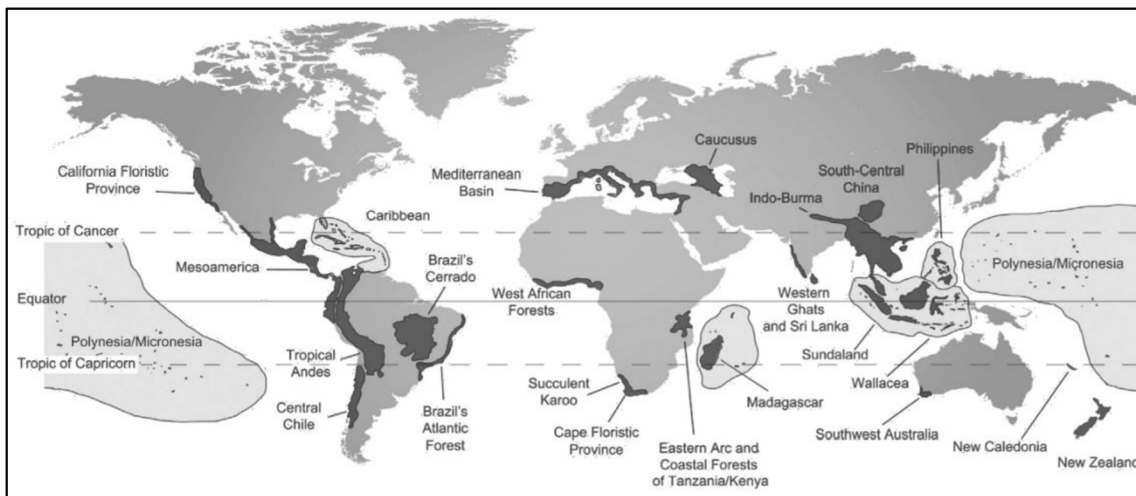 California Floristic
Province
Tropic of Cancer
Mesoamerica
Equator
Polynesia/Micronesia
Tropic of Capricorn
Caribbean
Brazil's
Cerrado
Tropical
Andes
Central
Chile
Brazil's
Atlantic
Forest
Mediterranean
Basin
Caucusus
West African
Forests
Succulent
Karoo
Cape Floristic
Province
Eastern Arc and
Coastal Forests
of Tanzania/Kenya
Madagascar
Indo-Burma
South-Central
China
Philippines
Western
Ghats
and Sri Lanka
Sundaland
Wallacea
Polynesia/Micronesia
Southwest Australia
New Caledonia
New Zealand